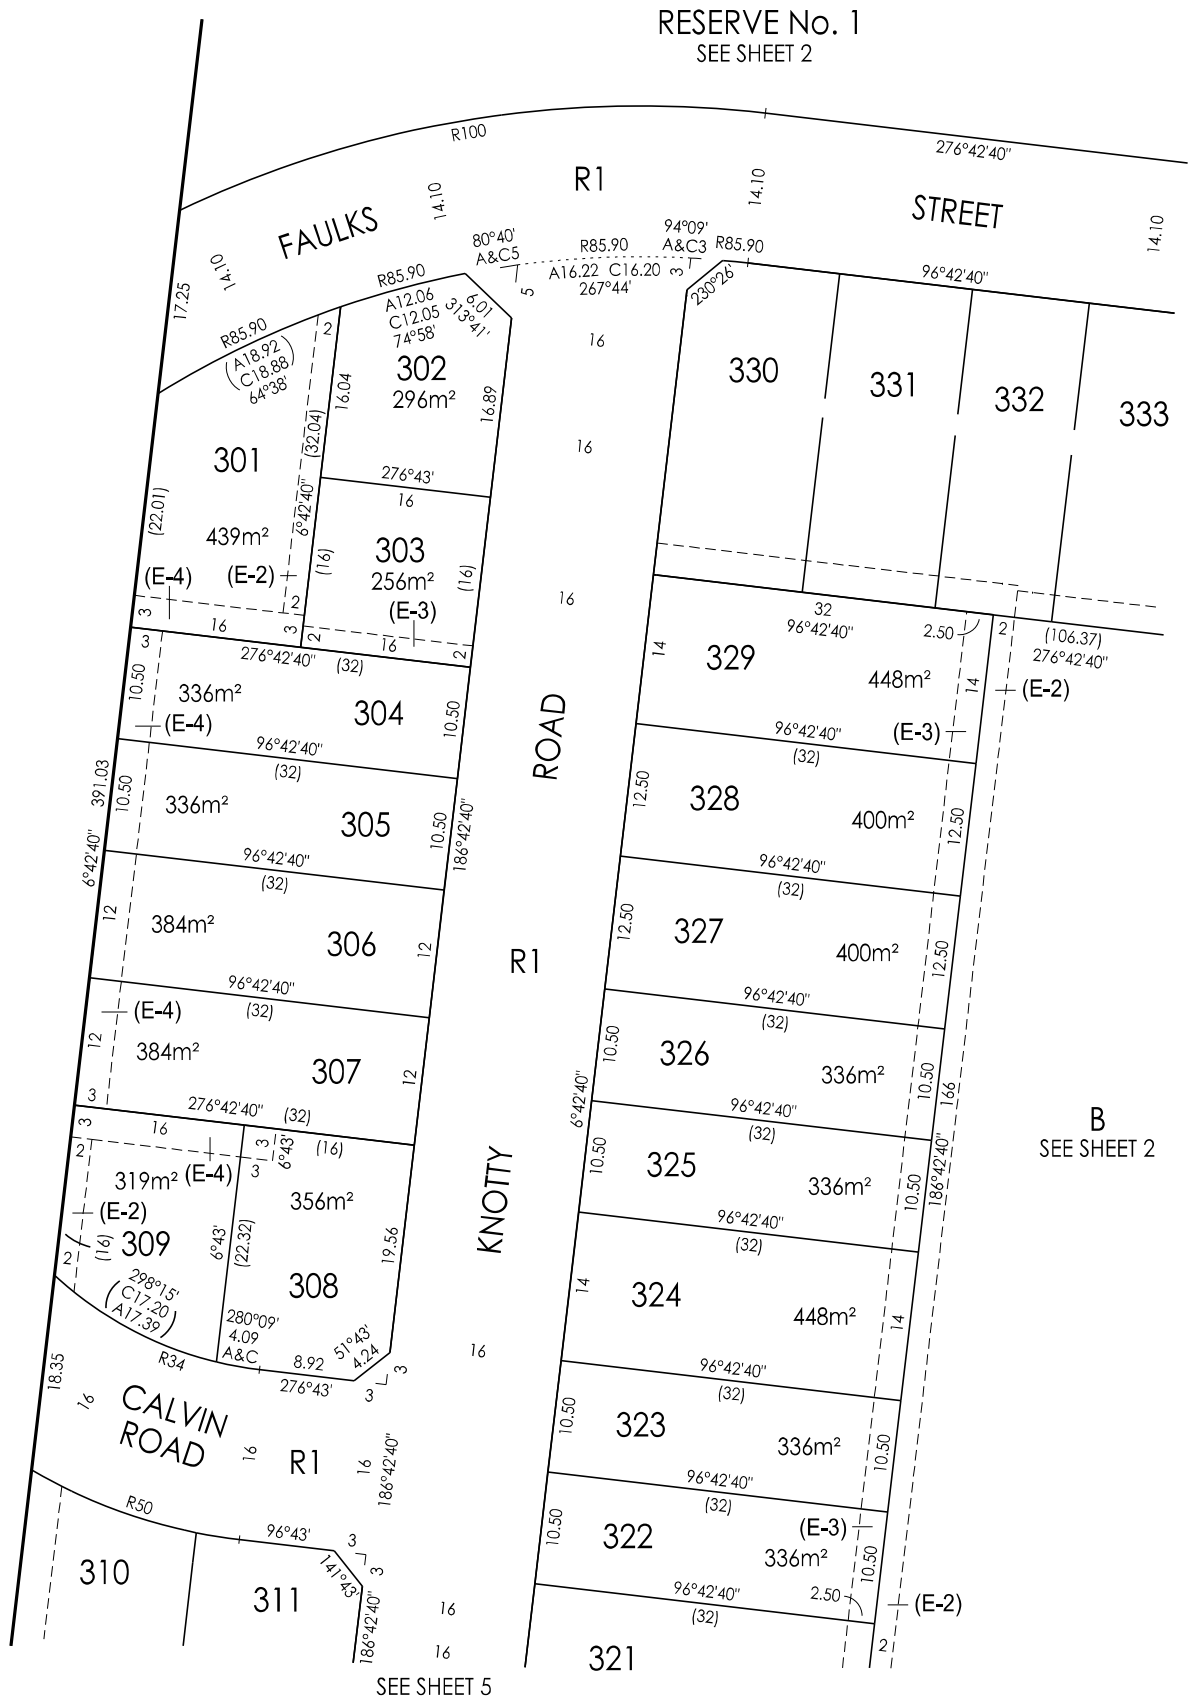 RESERVE No. 1
SEE SHEET 2
R100
276°42'40"
R1
14.10
14.10
STREET
FAULKS
14.10
14.10
17.25
80°40'
A&C5
R85.90
94°09'
A&C3
R85.90
A16.22 C16.20
267°44'
5
3
230°26'
96°42'40"
R85.90
A12.06
C12.05
74°58'
6.01
313°41'
R85.90
(A18.92
C18.88)
64°38'
2
16
302
296m²
16.04
16.89
330
331
332
333
301
(32.04)
276°43'
16
16
(22.01)
6°42'40"
439m²
303
256m²
(16)
(16)
(E-4)
(E-2)
(E-3)
16
3
16
2
3
2
16
2
3
276°42'40"
(32)
32
96°42'40"
2.50
2
(106.37)
276°42'40"
14
329
448m²
14
(E-2)
(E-3)
10.50
336m²
304
10.50
(E-4)
96°42'40"
(32)
ROAD
96°42'40"
(32)
391.03
10.50
336m²
305
10.50
186°42'40"
12.50
328
400m²
12.50
6°42'40"
96°42'40"
(32)
96°42'40"
(32)
12
384m²
306
12
R1
12.50
327
400m²
12.50
96°42'40"
(32)
96°42'40"
(32)
(E-4)
12
384m²
307
12
10.50
326
336m²
10.50
166
3
276°42'40"
(32)
6°42'40"
96°42'40"
(32)
B
SEE SHEET 2
3
16
3
6°43'
(16)
2
(E-4)
3
319m²
356m²
KNOTTY
10.50
325
336m²
10.50
186°42'40"
(E-2)
309
(16)
2
6°43'
(22.32)
19.56
96°42'40"
(32)
298°15'
(C17.20
A17.39)
308
14
324
448m²
14
280°09'
4.09
A&C
8.92
276°43'
51°43'
4.24
3
3
16
R34
18.35
96°42'40"
(32)
16
CALVIN
ROAD
16
R1
16
186°42'40"
10.50
323
336m²
10.50
96°42'40"
(32)
R50
96°43'
3
3
141°43'
10.50
322
(E-3)
336m²
10.50
310
311
186°42'40"
16
96°42'40"
(32)
2.50
(E-2)
16
321
2
SEE SHEET 5